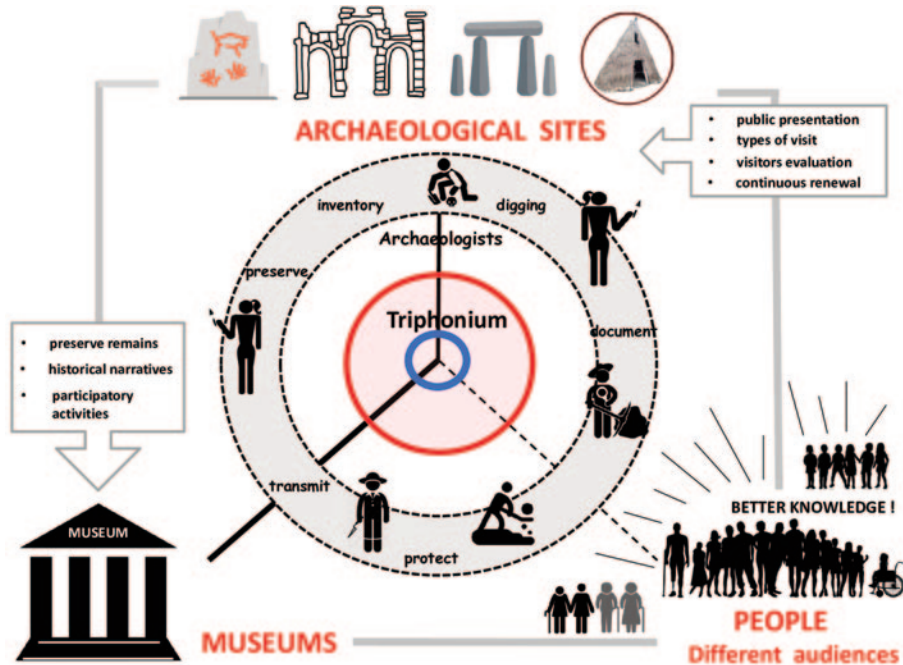 ARCHAEOLOGICAL SITES
• public presentation
• types of visit
• visitors evaluation
• continuous renewal
inventory
digging
Archaeologists
preserve
Triphonium
document
• preserve remains
• historical narratives
• participatory
activities
transmit
protect
MUSEUM
BETTER KNOWLEDGE !
MUSEUMS
PEOPLE
Different audiences